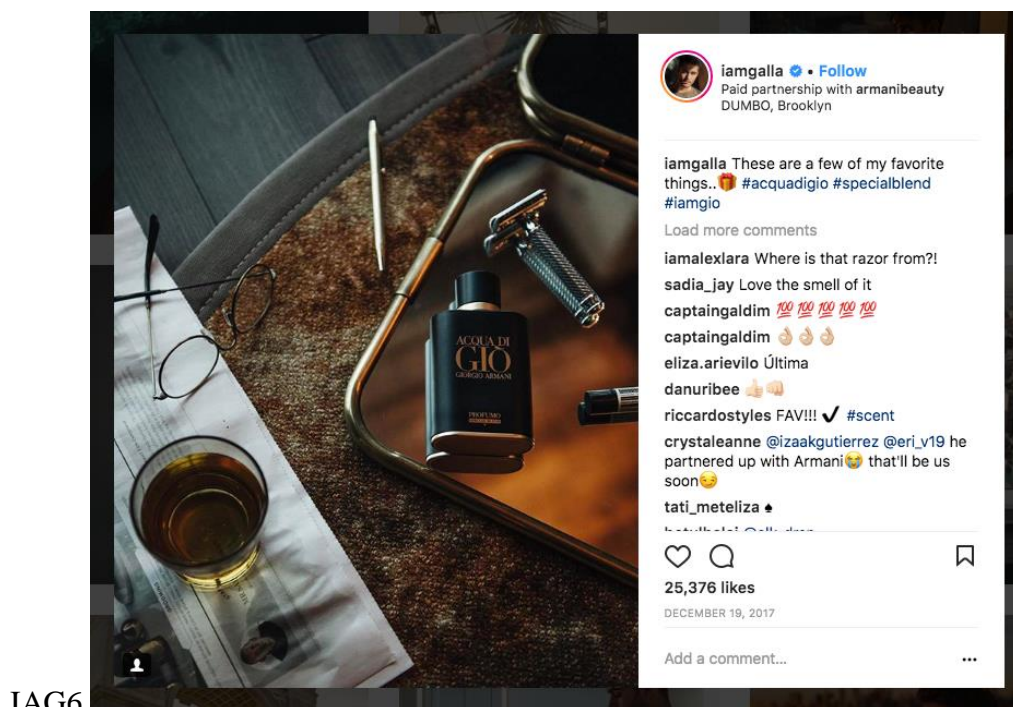 iamgalla • Follow
Paid partnership with armanibeauty
DUMBO, Brooklyn
iamgalla These are a few of my favorite
things..🎁 #acquadigio #specialblend
#iamgio
Load more comments
iamalexlara Where is that razor from?!
sadia_jay Love the smell of it
captaingaldim 💯 💯 💯 💯 💯
captaingaldim 👌🏻 👌🏻 👌🏻
eliza.arievilo Última
danuribee 👍🏻 👊🏻
riccardostyles FAV!!! ✔️ #scent
crystaleanne @izaakgutierrez @eri_v19 he
partnered up with Armani😭 that'll be us
soon😏
tati_meteliza ♠️
25,376 likes
DECEMBER 19, 2017
Add a comment...
ACQUA DI
GIÒ
GIORGIO ARMANI
PROFUMO
IAG6